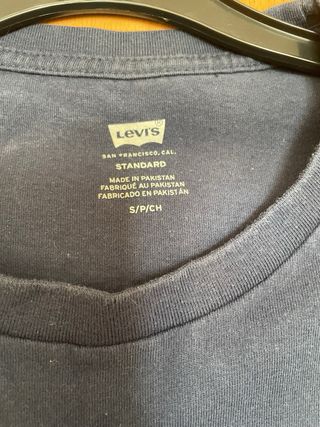 Levi's
SAN FRANCISCO, CAL.
STANDARD
MADE IN PAKISTAN
FABRIQUÉ AU PAKISTAN
FABRICADO EN PAKISTÁN
S/P/CH